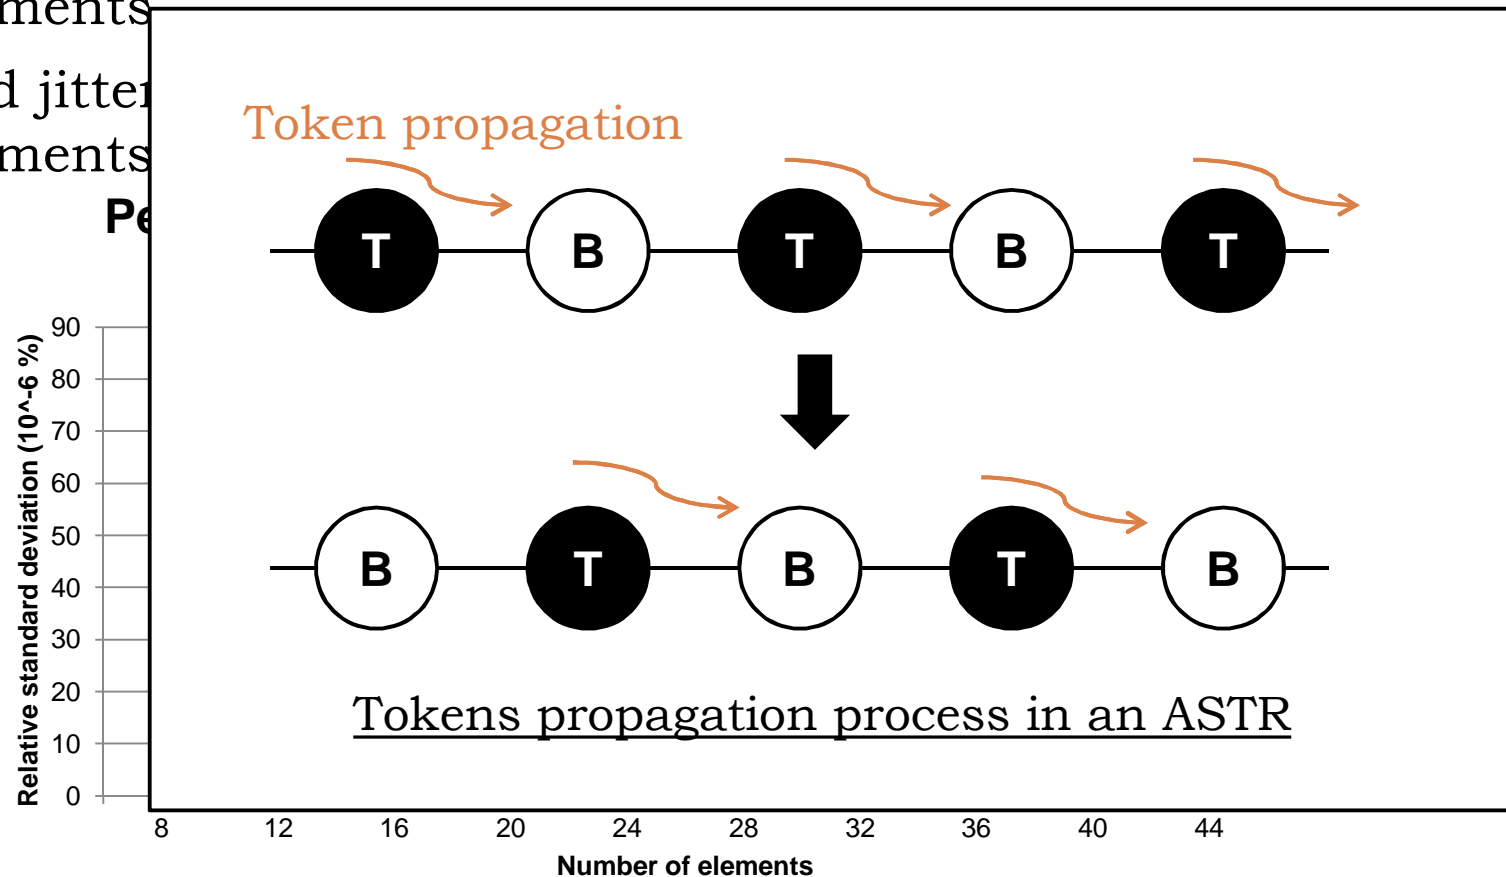 ments
d jitter
ments
Pe
Token propagation
T B T B T
B T B T B
Tokens propagation process in an ASTR
Relative standard deviation (10^-6 %)
90
80
70
60
50
40
30
20
10
0
8 12 16 20 24 28 32 36 40 44
Number of elements